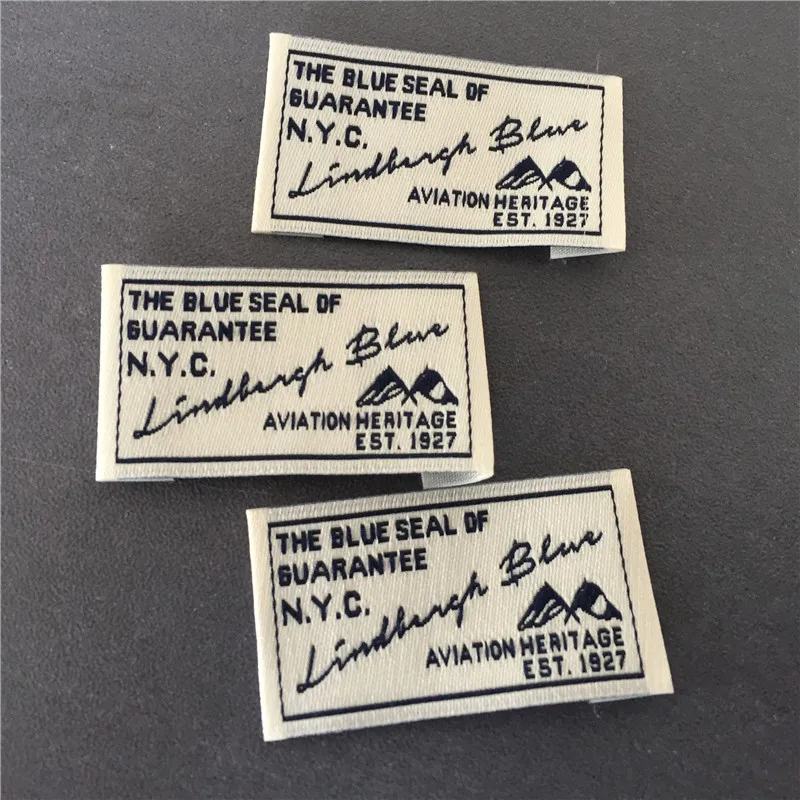 THE BLUE SEAL OF
GUARANTEE
N.Y.C.
Lindbergh Blue
AVIATION HERITAGE
EST. 1927
THE BLUE SEAL OF
GUARANTEE
N.Y.C.
Lindbergh Blue
AVIATION HERITAGE
EST. 1927
THE BLUE SEAL OF
GUARANTEE
N.Y.C.
Lindbergh Blue
AVIATION HERITAGE
EST. 1927